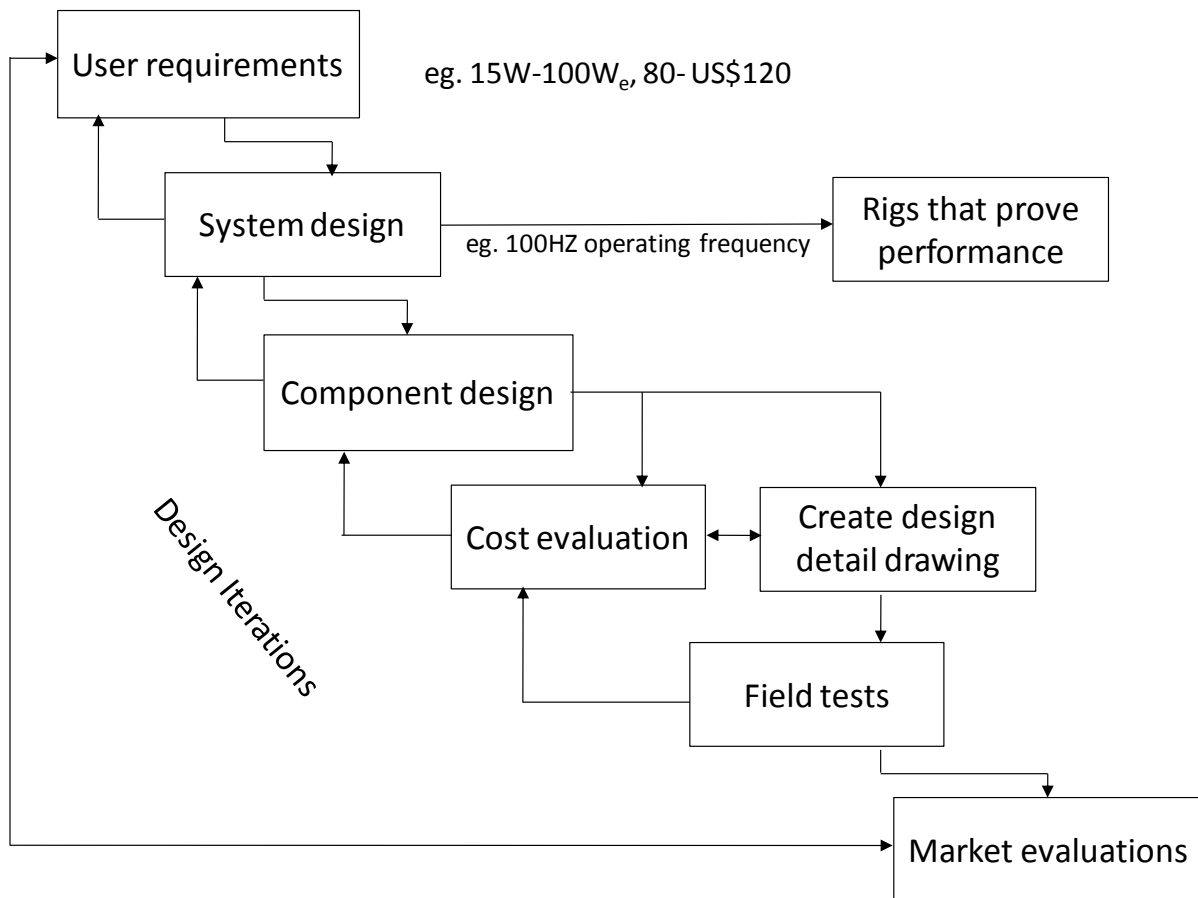 User requirements
eg. 15W-100Wₑ, 80- US$120
System design
eg. 100HZ operating frequency
Rigs that prove
performance
Component design
Cost evaluation
Create design
detail drawing
Design Iterations
Field tests
Market evaluations